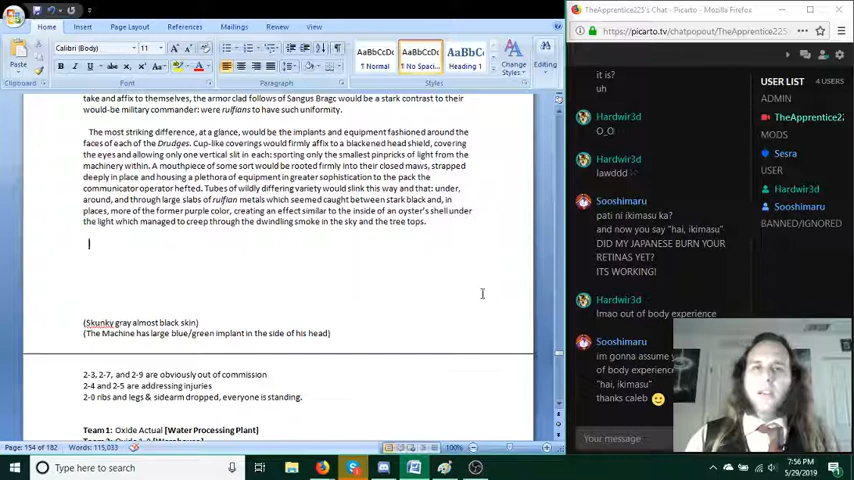 TheApprentice225's Chat - Picarto - Mozilla Firefox
Home
Insert
Page Layout
References
Mailings
Review
View
https://picarto.tv/chatpopout/TheApprentice225
Paste
Clipboard
Calibri (Body)
11
Font
Paragraph
AaBbCcDc
¶ Normal
AaBbCcDc
¶ No Spaci...
AaBbCc
Heading 1
Change
Styles
Styles
Editing
take and affix to themselves, the armor clad follows of Sangus Bragc would be a stark contrast to their
would-be military commander: were rulfians to have such uniformity.
The most striking difference, at a glance, would be the implants and equipment fashioned around the
faces of each of the Drudges. Cup-like coverings would firmly affix to a blackened head shield, covering
the eyes and allowing only one vertical slit in each: sporting only the smallest pinpricks of light from the
machinery within. A mouthpiece of some sort would be rooted firmly into their closed maws, strapped
deeply in place and housing a plethora of equipment in greater sophistication to the pack the
communicator operator hefted. Tubes of wildly differing variety would slink this way and that: under,
around, and through large slabs of rulfian metals which seemed caught between stark black and, in
places, more of the former purple color, creating an effect similar to the inside of an oyster's shell under
the light which managed to creep through the dwindling smoke in the sky and the tree tops.
(Skunky gray almost black skin)
(The Machine has large blue/green implant in the side of his head)
2-3, 2-7, and 2-9 are obviously out of commission
2-4 and 2-5 are addressing injuries
2-0 ribs and legs & sidearm dropped, everyone is standing.
Team 1: Oxide Actual [Water Processing Plant]
Page: 154 of 182
Words: 115,033
100%
it is?
uh
Hardwir3d
O_O
Hardwir3d
lawddd
Sooshimaru
pati ni ikimasu ka?
and now you say "hai, ikimasu"
DID MY JAPANESE BURN YOUR
RETINAS YET?
ITS WORKING!
Hardwir3d
lmao out of body experience
Sooshimaru
im gonna assume
of body experience
"hai, ikimasu"
thanks caleb
Your message
USER LIST
4 USERS
ADMIN
TheApprentice
MODS
Sesra
USER
Hardwir3d
Sooshimaru
BANNED/IGNORED
Type here to search
7:56 PM
5/29/2019